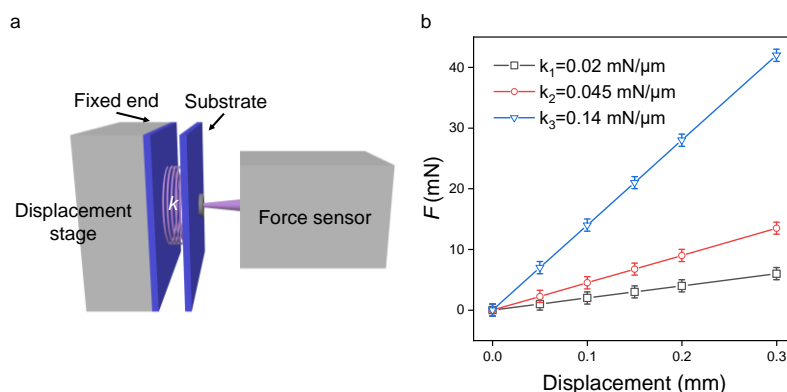 a
Fixed end
Substrate
k
Displacement
stage
Force sensor
b
k₁=0.02 mN/μm
k₂=0.045 mN/μm
k₃=0.14 mN/μm
F (mN)
40
30
20
10
0
0.0
0.1
0.2
0.3
Displacement (mm)